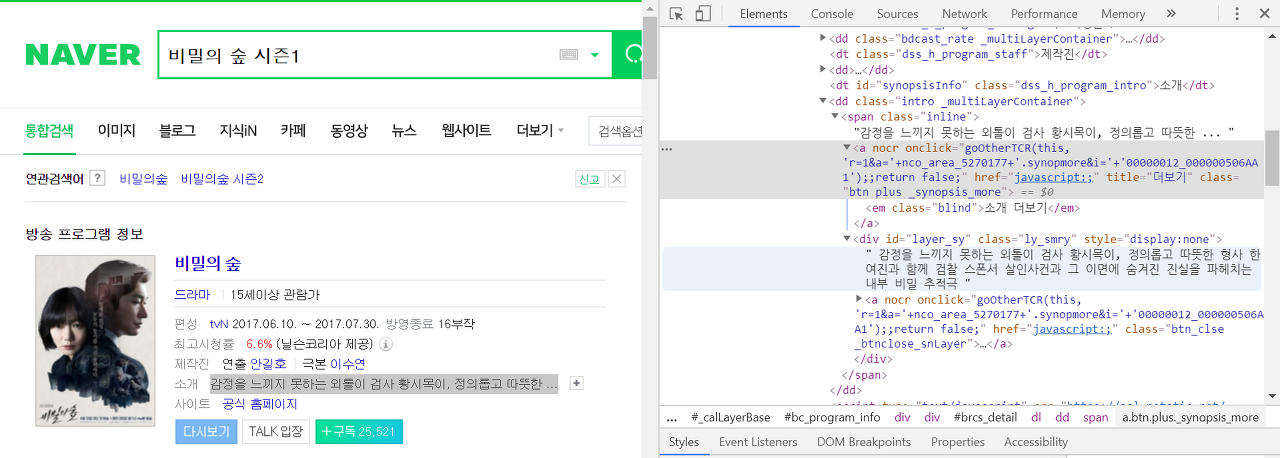 NAVER
비밀의 숲 시즌1
통합검색 이미지 블로그 지식iN 카페 동영상 뉴스 웹사이트 더보기 검색옵션
연관검색어 ? 비밀의숲 비밀의숲 시즌2 신고
방송 프로그램 정보
비밀의 숲
드라마 15세이상 관람가
편성 tvN 2017.06.10. ~ 2017.07.30. 방영종료 16부작
최고시청률 6.6% (닐슨코리아 제공)
제작진 연출 안길호 극본 이수연
소개 감정을 느끼지 못하는 외톨이 검사 황시목이, 정의롭고 따뜻한 ...
사이트 공식 홈페이지
다시보기 TALK 입장 +구독 25,521
비밀의 숲
Elements Console Sources Network Performance Memory »
<dd class="bdcast_rate _multiLayerContainer">…</dd>
<dt class="dss_h_program_staff">제작진</dt>
<dd>…</dd>
<dt id="synopsisInfo" class="dss_h_program_intro">소개</dt>
<dd class="intro _multiLayerContainer">
<span class="inline">
"감정을 느끼지 못하는 외톨이 검사 황시목이, 정의롭고 따뜻한 ... "
<a nocr onclick="goOtherTCR(this,
'r=1&a='+nco_area_5270177+'.synopmore&i='+'00000012_000000506AA
1');;return false;" href="javascript:;" title="더보기" class=
"btn plus _synopsis_more"> == $0
<em class="blind">소개 더보기</em>
</a>
<div id="layer_sy" class="ly_smry" style="display:none">
" 감정을 느끼지 못하는 외톨이 검사 황시목이, 정의롭고 따뜻한 형사 한
여진과 함께 검찰 스폰서 살인사건과 그 이면에 숨겨진 진실을 파헤치는
내부 비밀 추적극 "
<a nocr onclick="goOtherTCR(this,
'r=1&a='+nco_area_5270177+'.synopmore&i='+'00000012_000000506A
A1');;return false;" href="javascript:;" class="btn_clse
_btnclose_snLayer">…</a>
</div>
</span>
</dd>
... #_calLayerBase #bc_program_info div div #brcs_detail dl dd span a.btn.plus._synopsis_more
Styles Event Listeners DOM Breakpoints Properties Accessibility